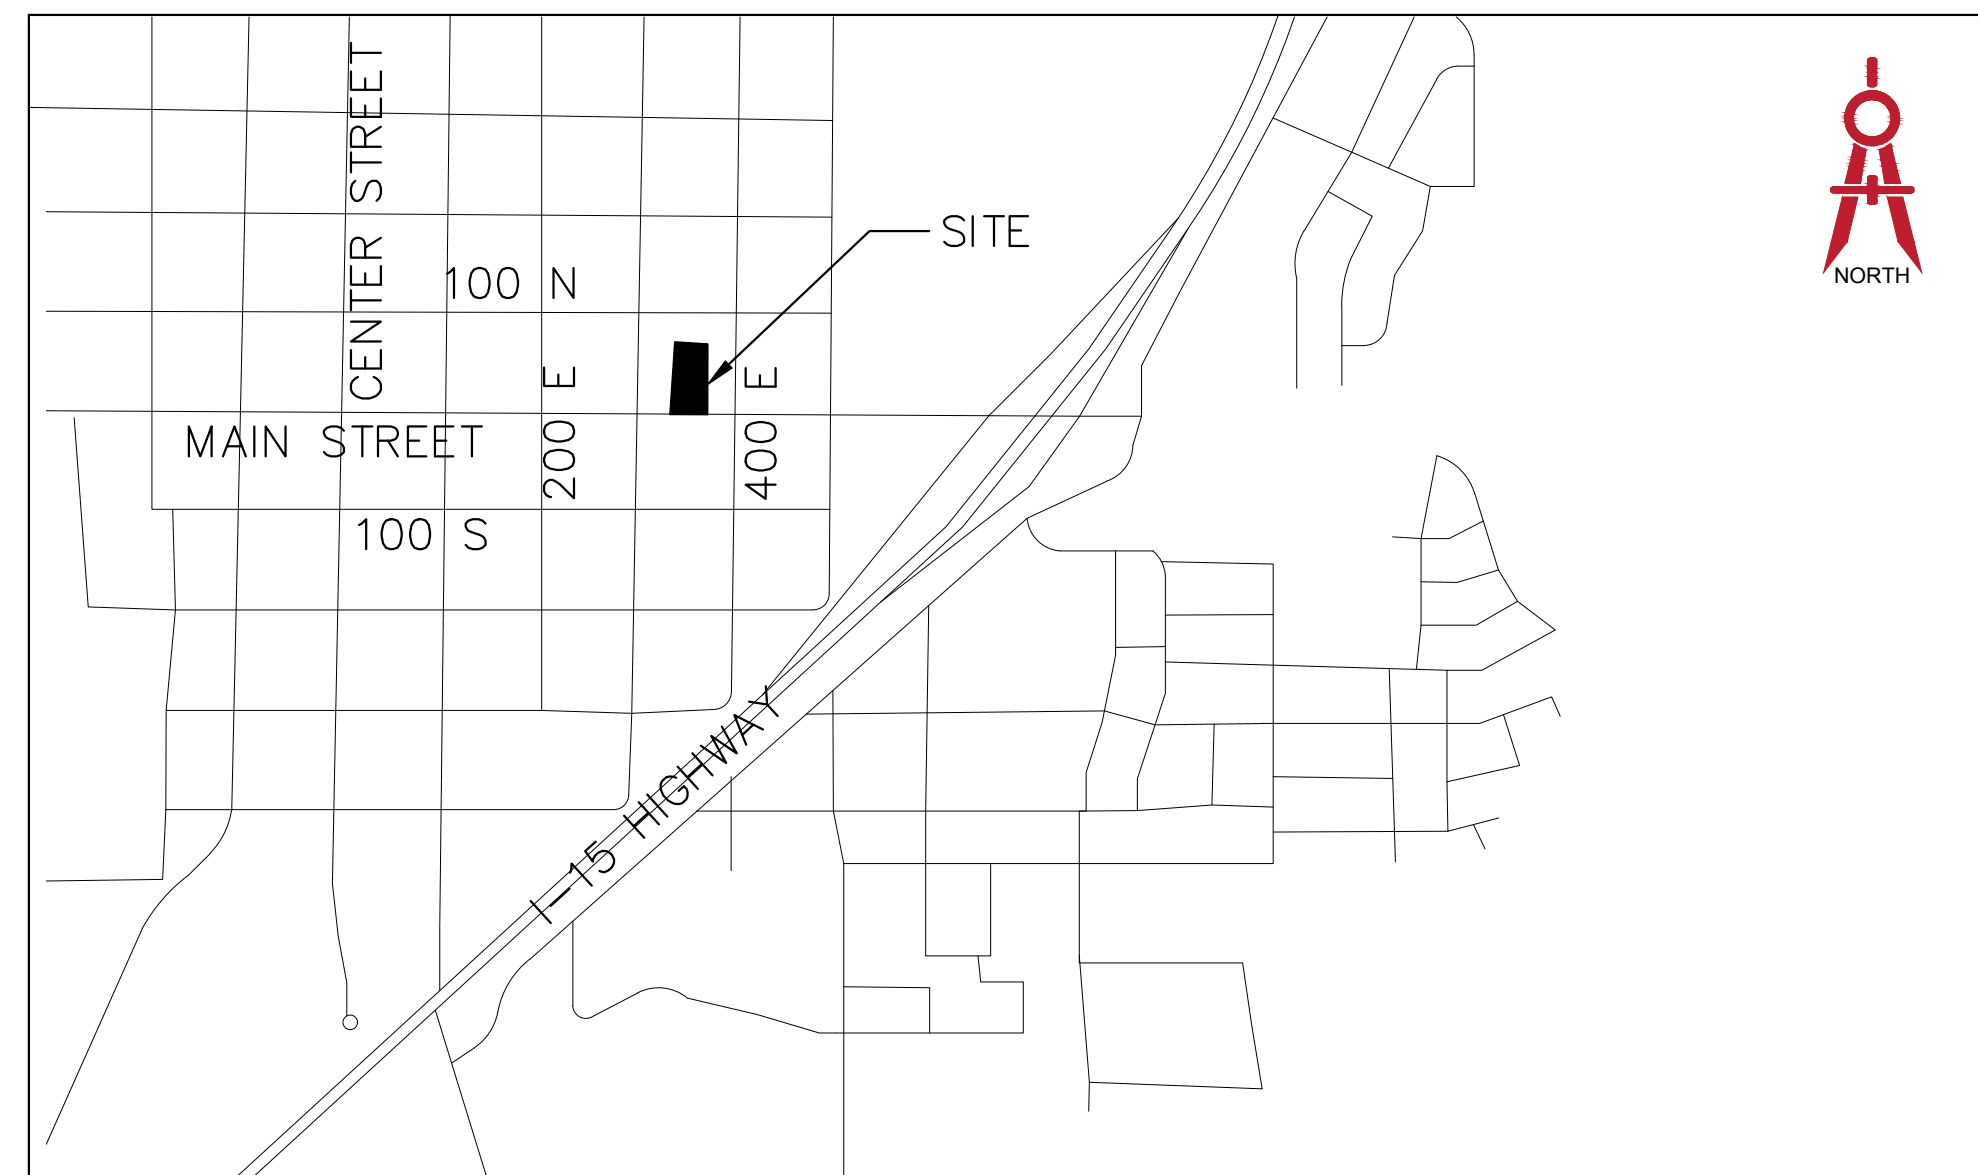 CENTER STREET
SITE
NORTH
100 N
200 E
400 E
MAIN STREET
100 S
I-15 HIGHWAY